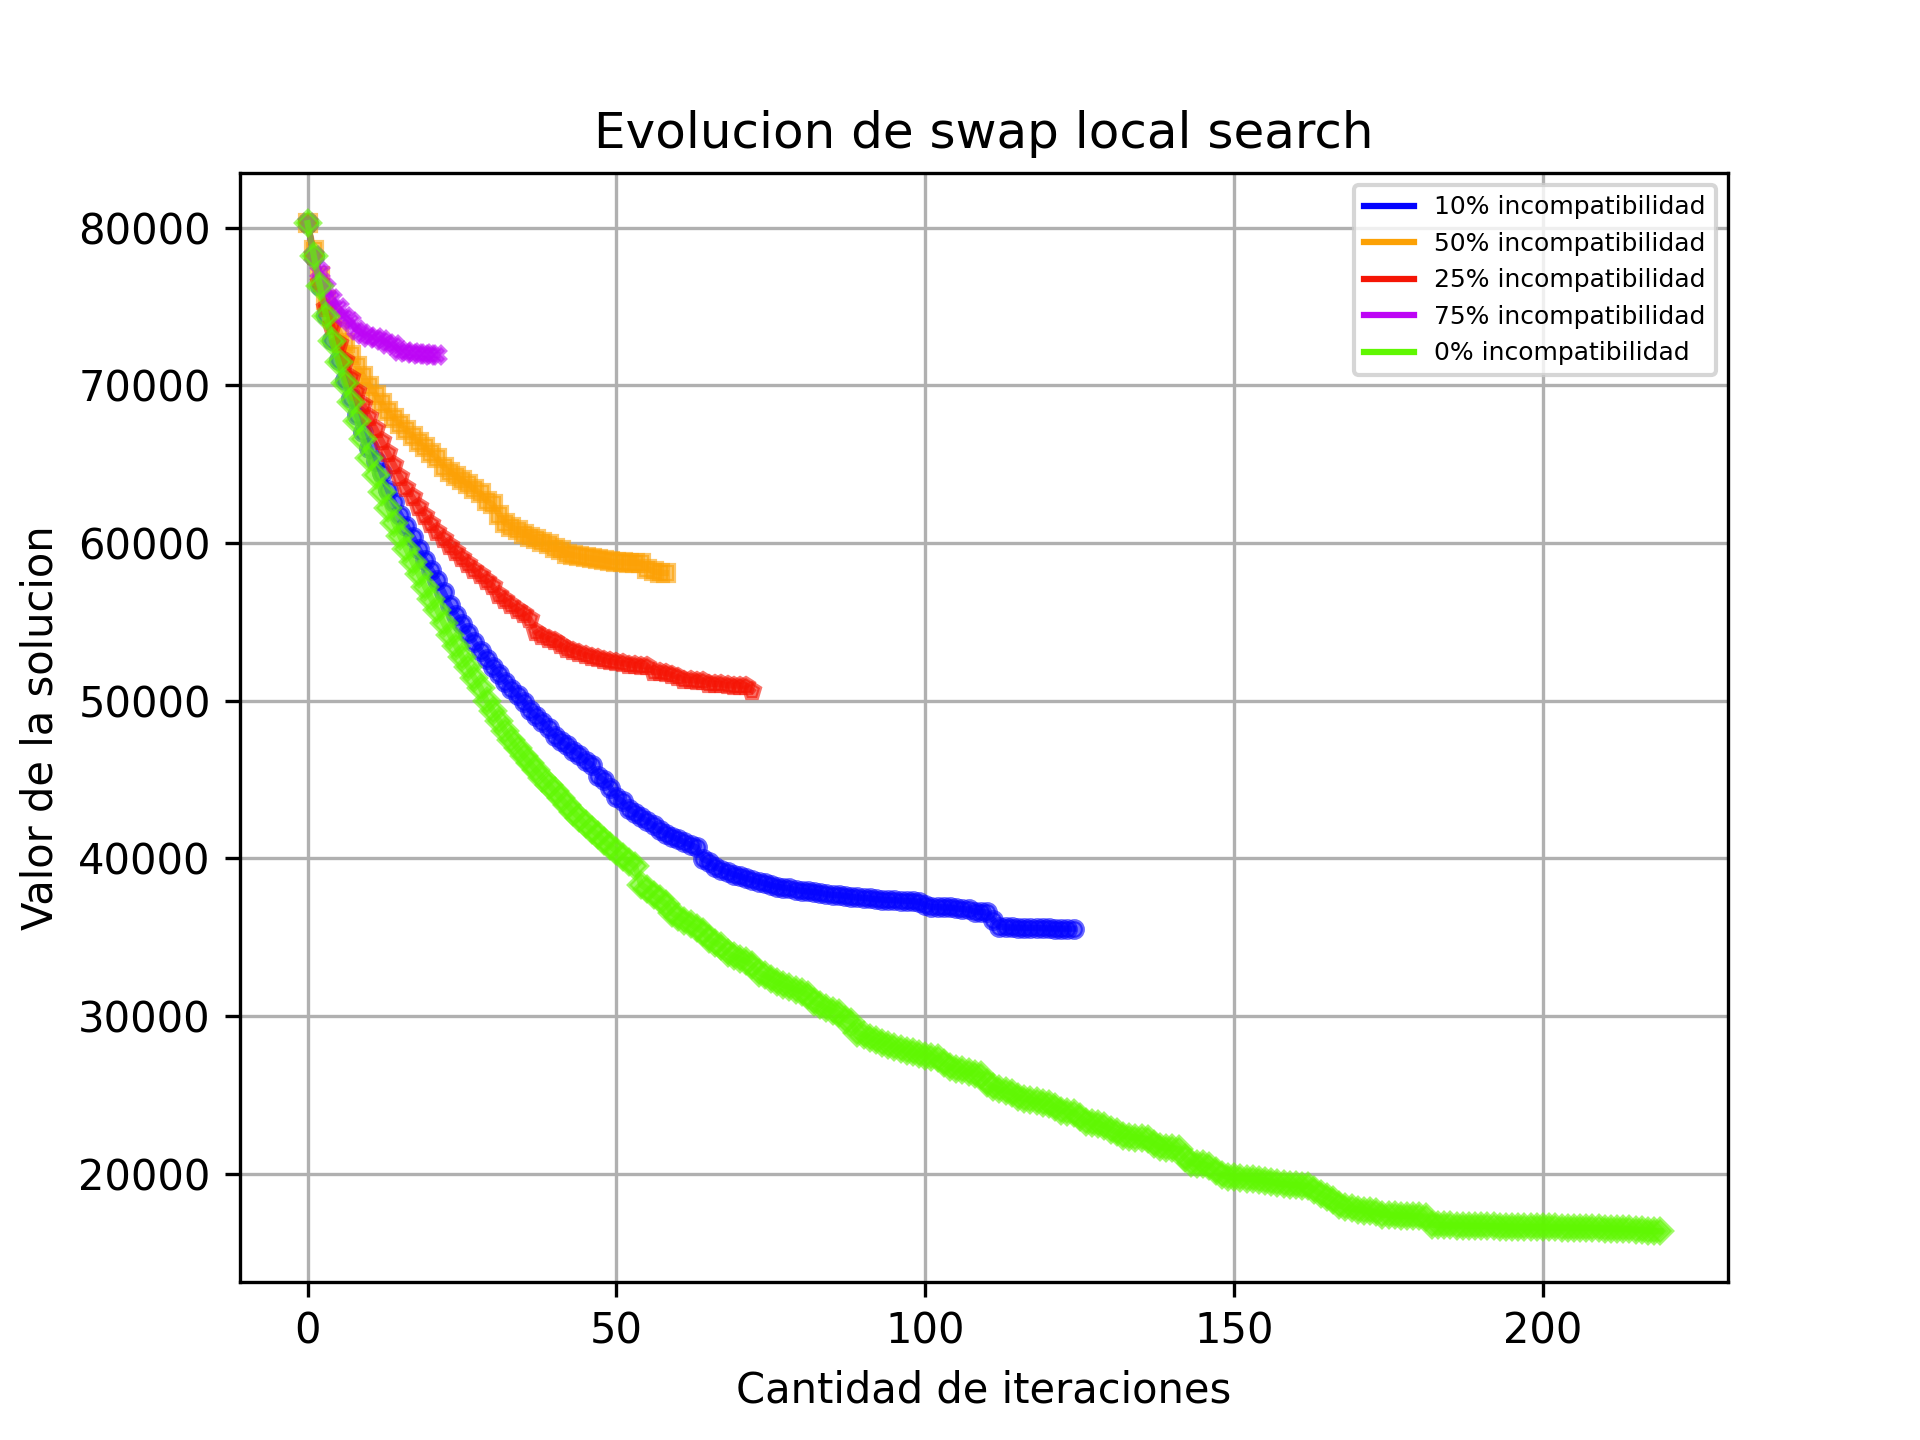 Evolucion de swap local search
10% incompatibilidad
50% incompatibilidad
25% incompatibilidad
75% incompatibilidad
0% incompatibilidad
Valor de la solucion
80000
70000
60000
50000
40000
30000
20000
0 50 100 150 200
Cantidad de iteraciones